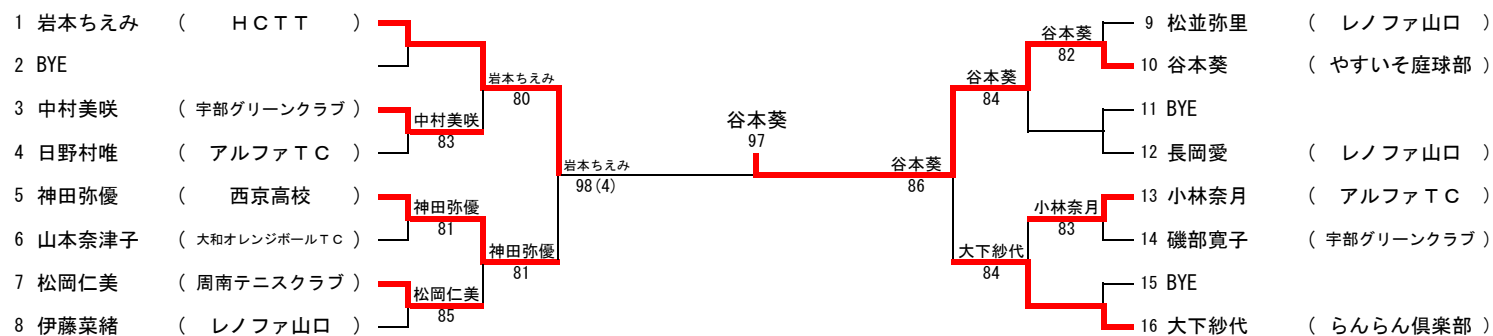 1 岩本ちえみ ( ＨＣＴＴ )
2 BYE
3 中村美咲 ( 宇部グリーンクラブ )
4 日野村唯 ( アルファＴＣ )
5 神田弥優 ( 西京高校 )
6 山本奈津子 ( 大和オレンジボールＴＣ )
7 松岡仁美 ( 周南テニスクラブ )
8 伊藤菜緒 ( レノファ山口 )
中村美咲
83
神田弥優
81
松岡仁美
85
岩本ちえみ
80
神田弥優
81
岩本ちえみ
98(4)
谷本葵
97
谷本葵
86
谷本葵
84
大下紗代
84
谷本葵
82
小林奈月
83
9 松並弥里 ( レノファ山口 )
10 谷本葵 ( やすいそ庭球部 )
11 BYE
12 長岡愛 ( レノファ山口 )
13 小林奈月 ( アルファＴＣ )
14 磯部寛子 ( 宇部グリーンクラブ )
15 BYE
16 大下紗代 ( らんらん倶楽部 )